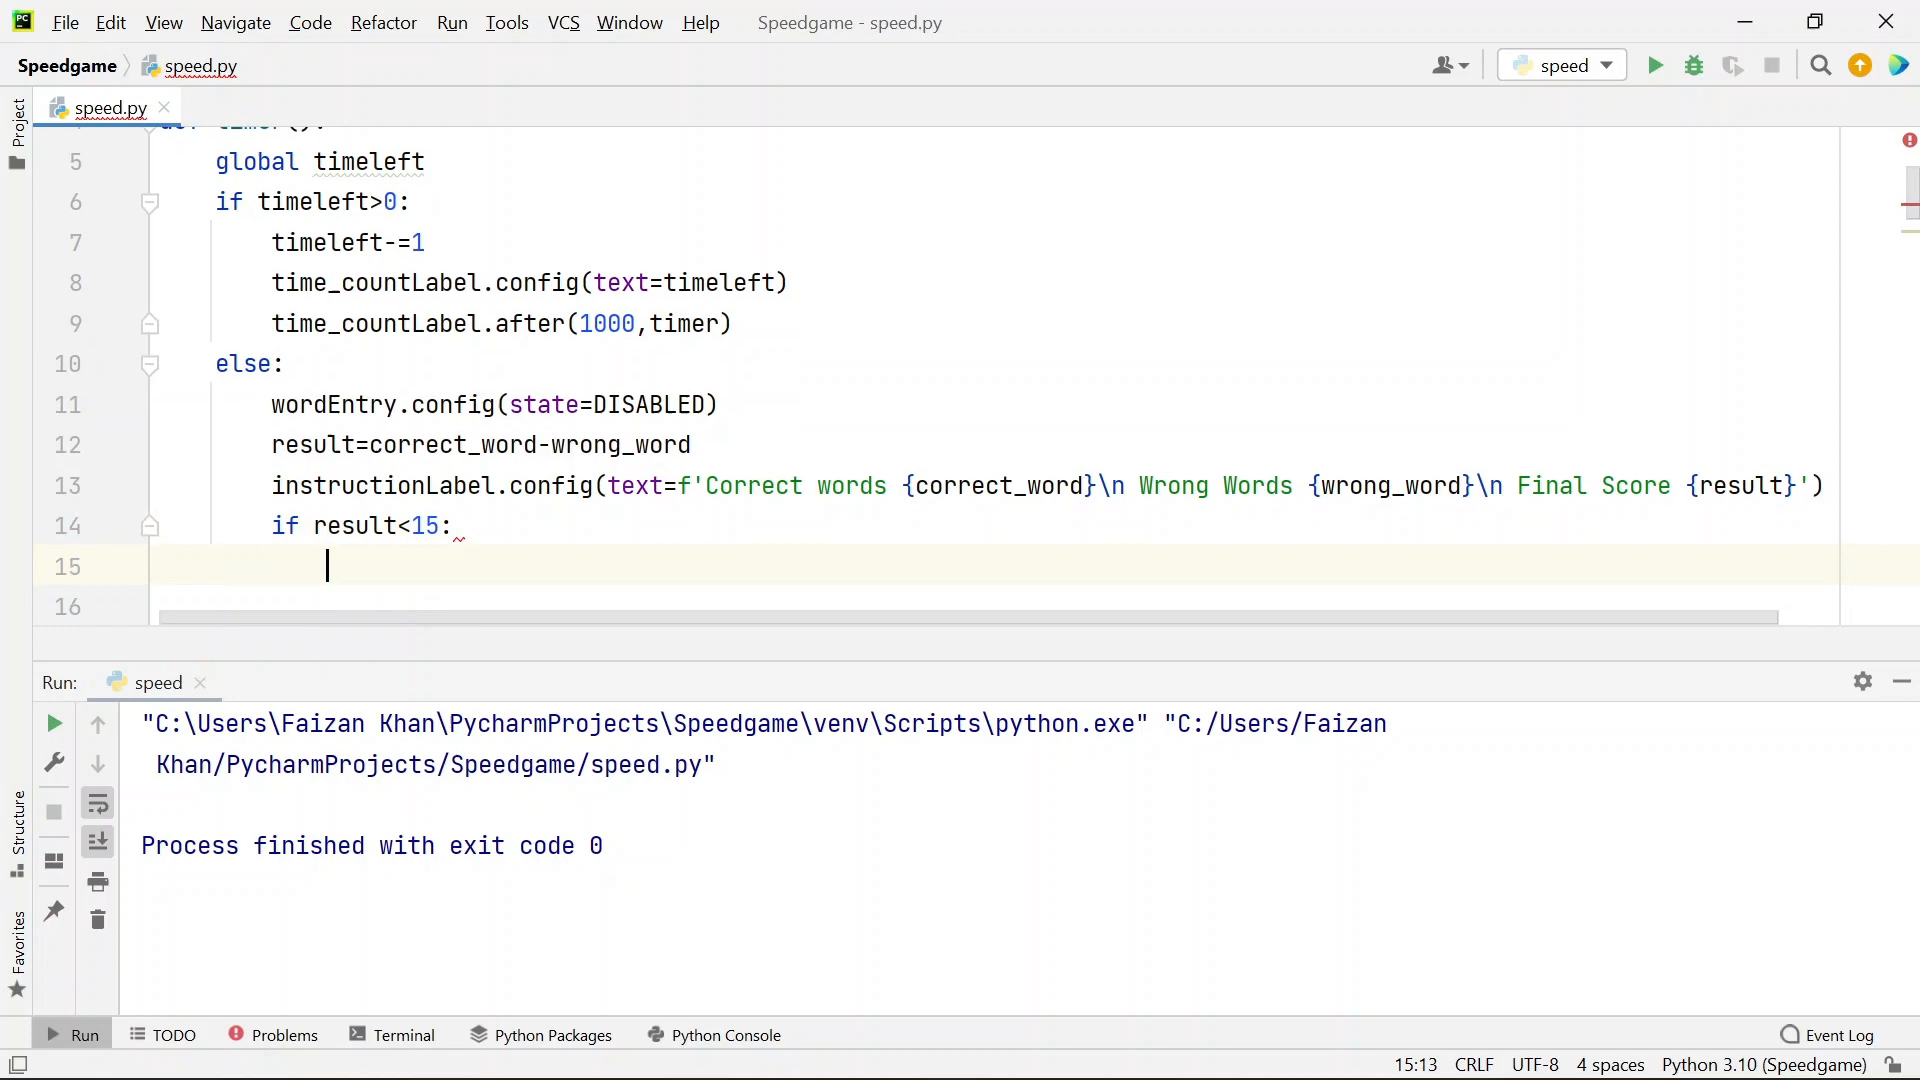 PC File Edit View Navigate Code Refactor Run Tools VCS Window Help Speedgame - speed.py
Speedgame speed.py speed
speed.py
Project
def timer():
5 global timeleft
6 if timeleft>0:
7 timeleft-=1
8 time_countLabel.config(text=timeleft)
9 time_countLabel.after(1000,timer)
10 else:
11 wordEntry.config(state=DISABLED)
12 result=correct_word-wrong_word
13 instructionLabel.config(text=f'Correct words {correct_word}\n Wrong Words {wrong_word}\n Final Score {result}')
14 if result<15:
15
16
Run: speed
"C:\Users\Faizan Khan\PycharmProjects\Speedgame\venv\Scripts\python.exe" "C:/Users/Faizan
Khan/PycharmProjects/Speedgame/speed.py"
Process finished with exit code 0
Structure
Favorites
Run TODO Problems Terminal Python Packages Python Console Event Log
15:13 CRLF UTF-8 4 spaces Python 3.10 (Speedgame)